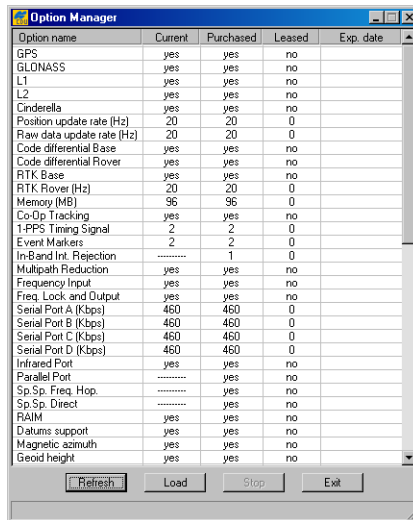 Option Manager
Option name Current Purchased Leased Exp. date
GPS yes yes no
GLONASS yes yes no
L1 yes yes no
L2 yes yes no
Cinderella yes yes no
Position update rate (Hz) 20 20 0
Raw data update rate (Hz) 20 20 0
Code differential Base yes yes no
Code differential Rover yes yes no
RTK Base yes yes no
RTK Rover (Hz) 20 20 0
Memory (MB) 96 96 0
Co-Op Tracking yes yes no
1-PPS Timing Signal 2 2 0
Event Markers 2 2 0
In-Band Int. Rejection ---------- 1 0
Multipath Reduction yes yes no
Frequency Input yes yes no
Freq. Lock and Output yes yes no
Serial Port A (Kbps) 460 460 0
Serial Port B (Kbps) 460 460 0
Serial Port C (Kbps) 460 460 0
Serial Port D (Kbps) 460 460 0
Infrared Port yes yes no
Parallel Port ---------- yes no
Sp.Sp. Freq. Hop. ---------- yes no
Sp.Sp. Direct ---------- yes no
RAIM yes yes no
Datums support yes yes no
Magnetic azimuth yes yes no
Geoid height yes yes no
Refresh Load Stop Exit